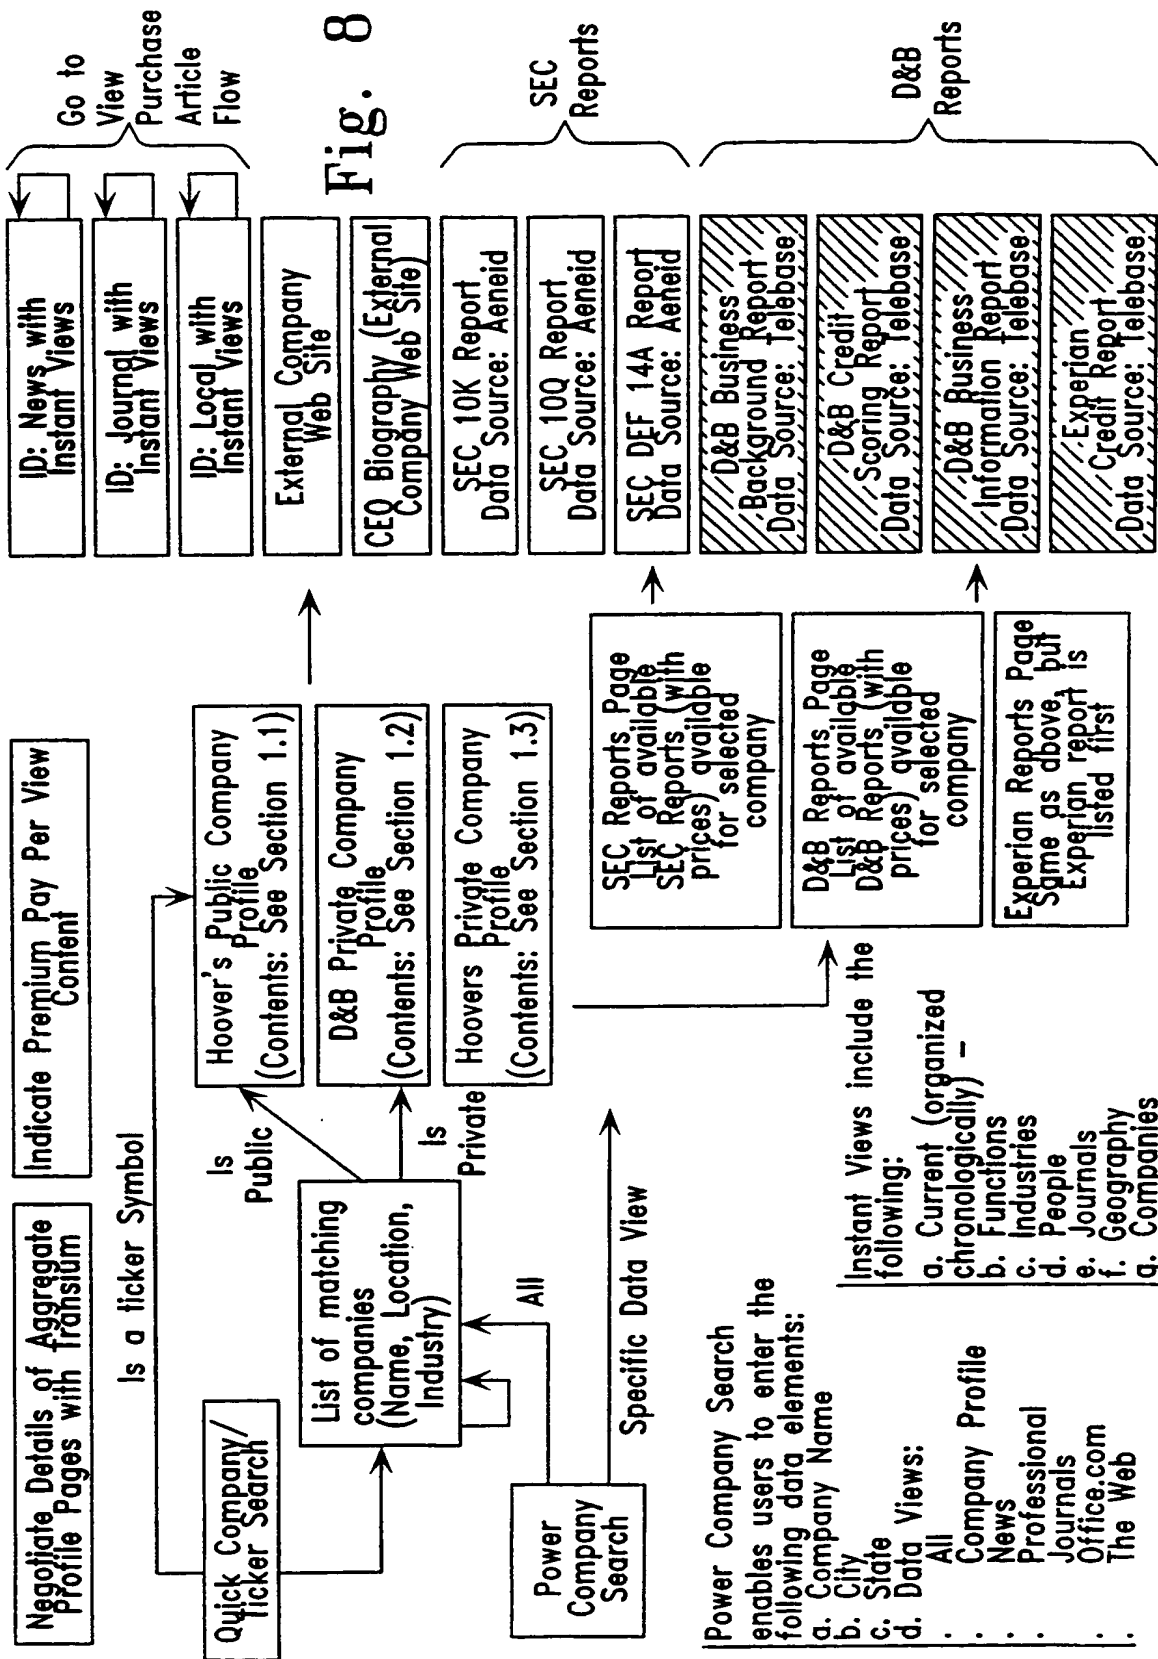 Negotiate Details of Aggregate
Profile Pages with Transium
Indicate Premium Pay Per View
Content
Is a ticker Symbol
Quick Company/
Ticker Search
List of matching
companies
(Name, Location,
Industry)
Power
Company
Search
All
Specific Data View
Is
Public
Is
Private
Hoover's Public Company
Profile
(Contents: See Section 1.1)
D&B Private Company
Profile
(Contents: See Section 1.2)
Hoovers Private Company
Profile
(Contents: See Section 1.3)
SEC Reports Page
List of available
SEC Reports (with
prices) available
for selected
company
D&B Reports Page
List of available
D&B Reports (with
prices) available
for selected
company
Experian Reports Page
Same as above, but
Experian report is
listed first
ID: News with
Instant Views
ID: Journal with
Instant Views
ID: Local with
Instant Views
External Company
Web Site
CEO Biography (External
Company Web Site)
SEC 10K Report
Data Source: Aeneid
SEC 10Q Report
Data Source: Aeneid
SEC DEF 14A Report
Data Source: Aeneid
D&B Business
Background Report
Data Source: Telebase
D&B Credit
Scoring Report
Data Source: Telebase
D&B Business
Information Report
Data Source: Telebase
Experian
Credit Report
Data Source: Telebase
Go to
View
Purchase
Article
Flow
Fig. 8
SEC
Reports
D&B
Reports
Power Company Search
enables users to enter the
following data elements:
a. Company Name
b. City
c. State
d. Data Views:
. All
. Company Profile
. News
. Professional
Journals
. Office.com
. The Web
Instant Views include the
following:
a. Current (organized
chronologically) –
b. Functions
c. Industries
d. People
e. Journals
f. Geography
g. Companies